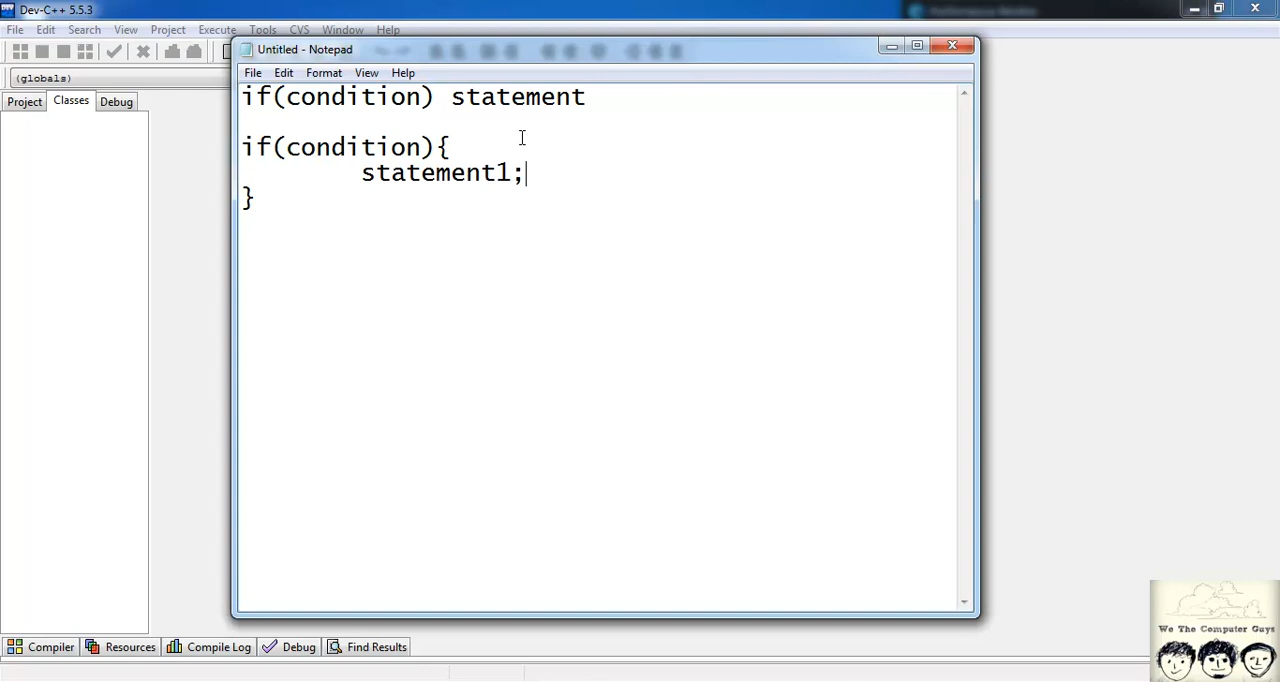 Dev-C++ 5.5.3
File Edit Search View Project Execute Tools CVS Window Help
(globals)
Project Classes Debug
Untitled - Notepad
File Edit Format View Help
if(condition) statement
if(condition){
statement1;
}
Compiler Resources Compile Log Debug Find Results
We The Computer Guys